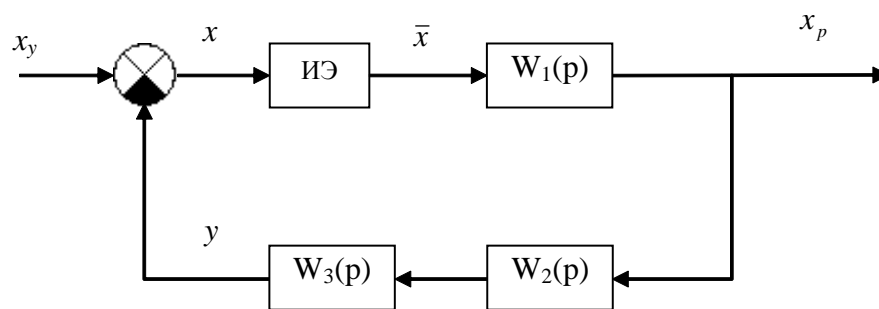 x_y
x
ИЭ
x̄
W₁(p)
x_p
y
W₃(p)
W₂(p)